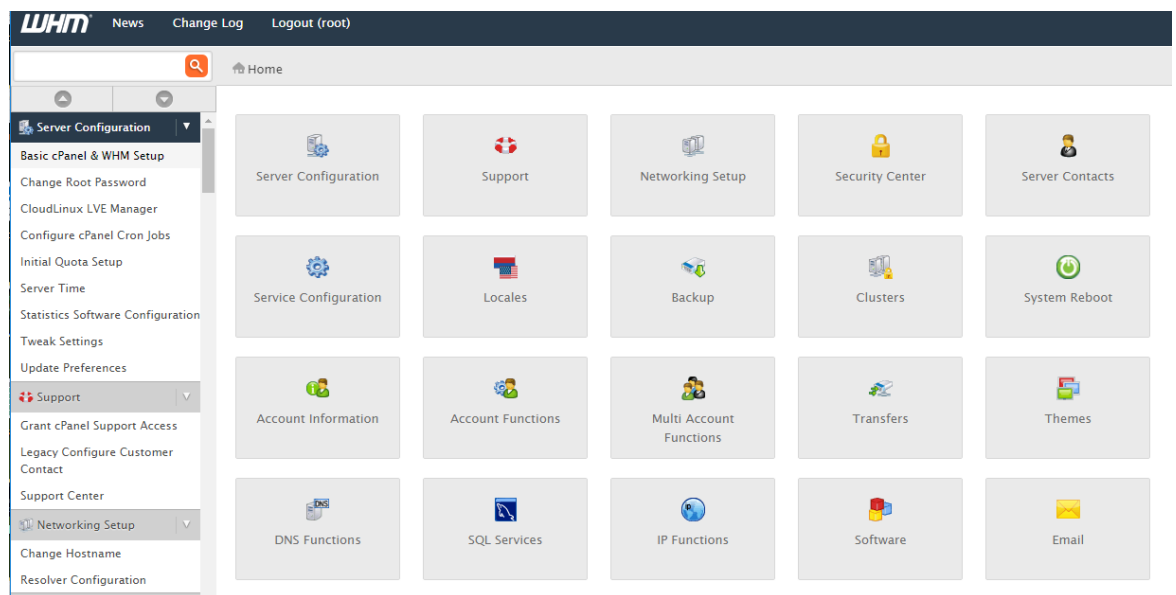 WHM News Change Log Logout (root)
Home
Server Configuration
Basic cPanel & WHM Setup
Change Root Password
CloudLinux LVE Manager
Configure cPanel Cron Jobs
Initial Quota Setup
Server Time
Statistics Software Configuration
Tweak Settings
Update Preferences
Support
Grant cPanel Support Access
Legacy Configure Customer
Contact
Support Center
Networking Setup
Change Hostname
Resolver Configuration
Server Configuration
Support
Networking Setup
Security Center
Server Contacts
Service Configuration
Locales
Backup
Clusters
System Reboot
Account Information
Account Functions
Multi Account
Functions
Transfers
Themes
DNS
DNS Functions
SQL Services
IP Functions
Software
Email